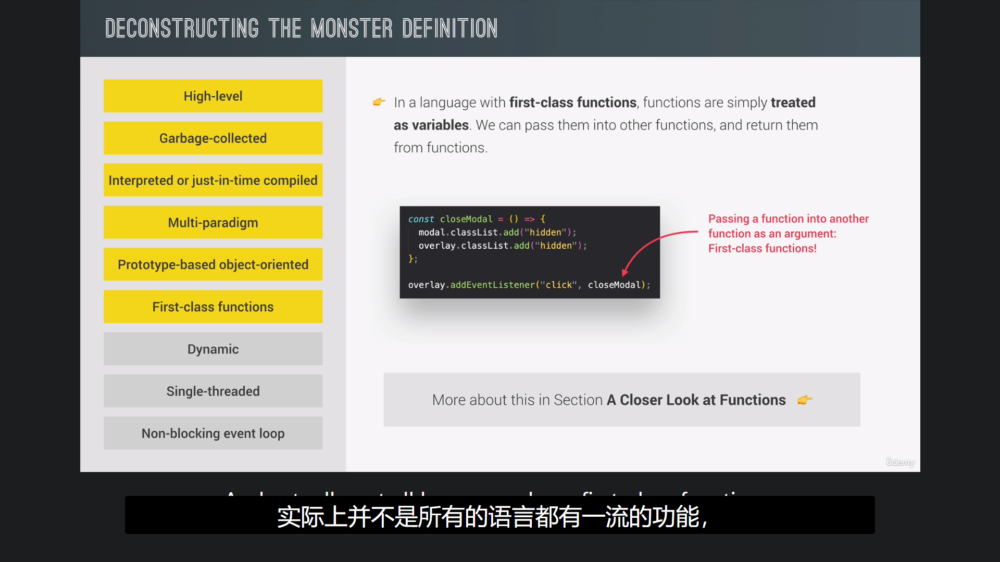 DECONSTRUCTING THE MONSTER DEFINITION
High-level
Garbage-collected
Interpreted or just-in-time compiled
Multi-paradigm
Prototype-based object-oriented
First-class functions
Dynamic
Single-threaded
Non-blocking event loop
👉 In a language with first-class functions, functions are simply treated
as variables. We can pass them into other functions, and return them
from functions.
const closeModal = () => {
modal.classList.add("hidden");
overlay.classList.add("hidden");
};
overlay.addEventListener("click", closeModal);
Passing a function into another
function as an argument:
First-class functions!
More about this in Section A Closer Look at Functions 👉
ûdemy
实际上并不是所有的语言都有一流的功能，